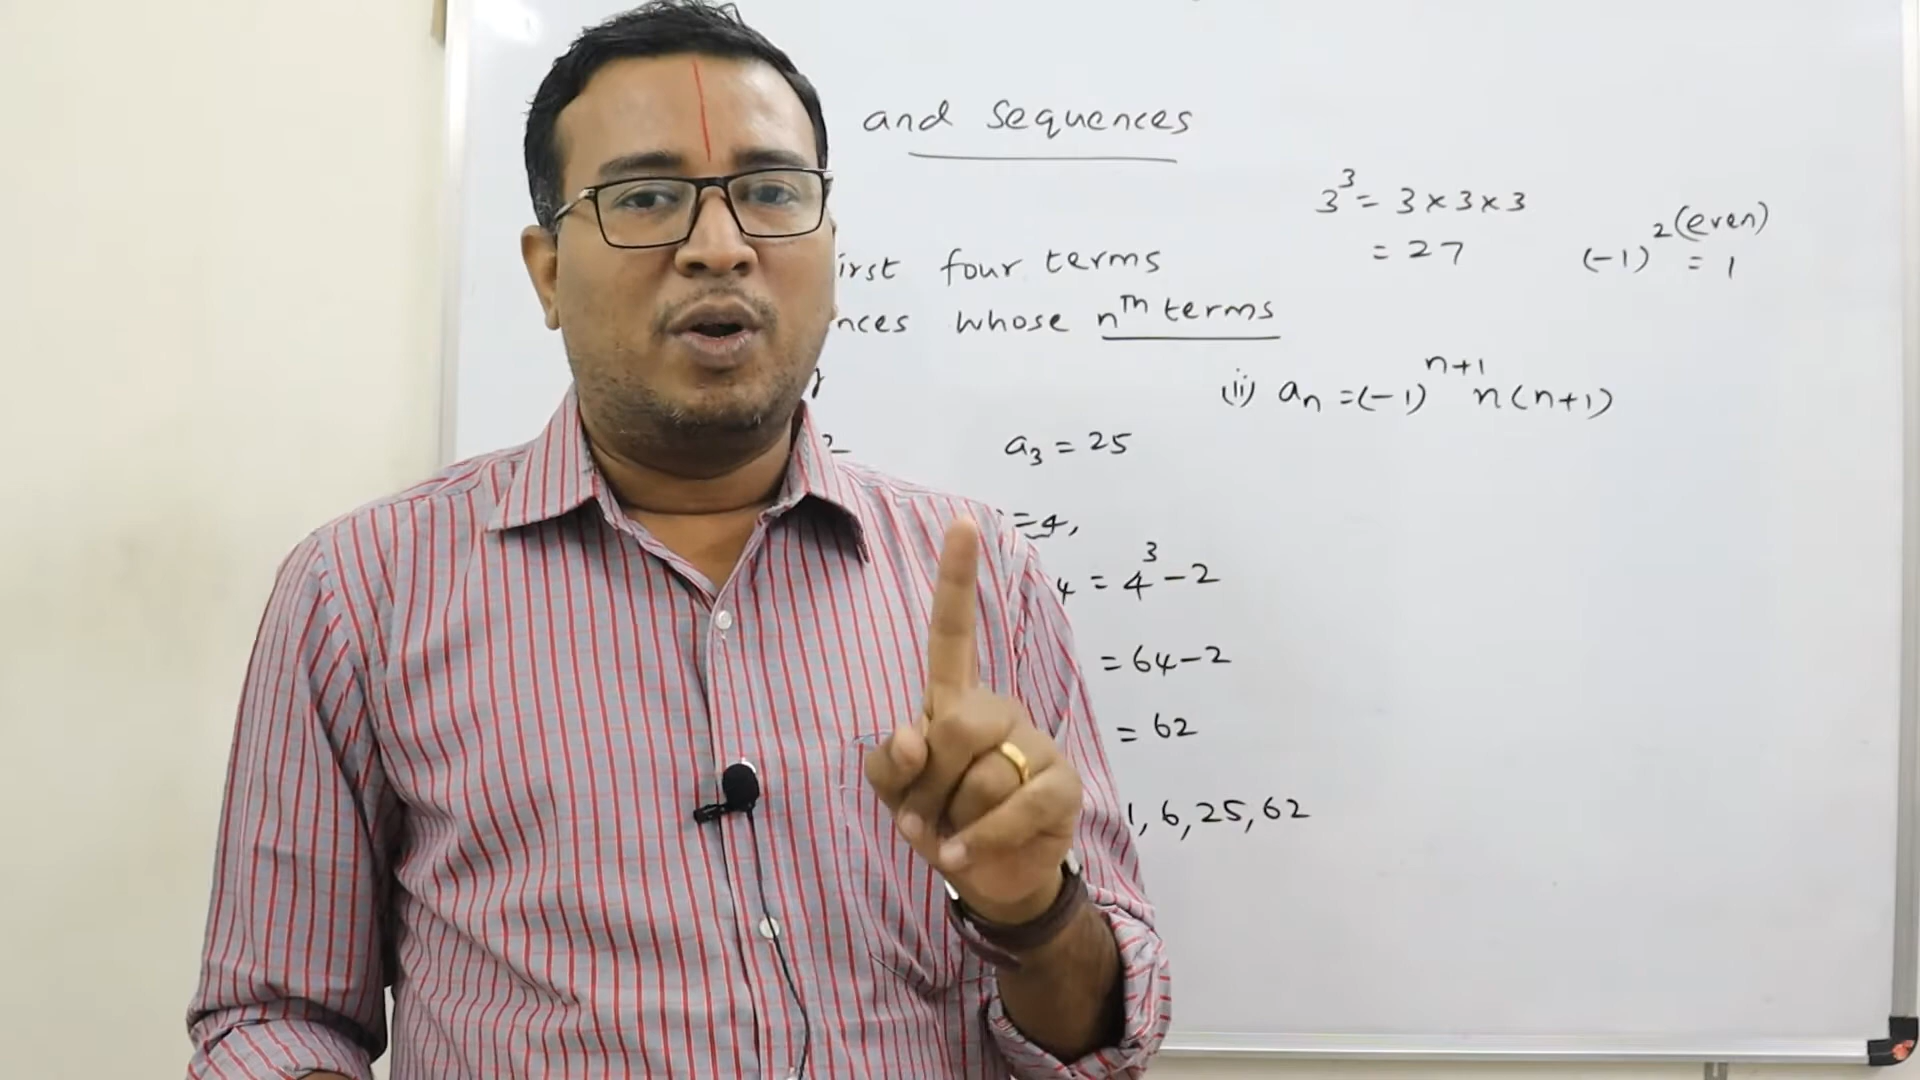 and sequences
3³ = 3 × 3 × 3
= 27
(-1)² (even) = 1
irst four terms
nces whose nᵗʰ terms
(ii) aₙ = (-1)ⁿ⁺¹ n(n+1)
a₃ = 25
= 4,
4 = 4³ - 2
= 64 - 2
= 62
1, 6, 25, 62